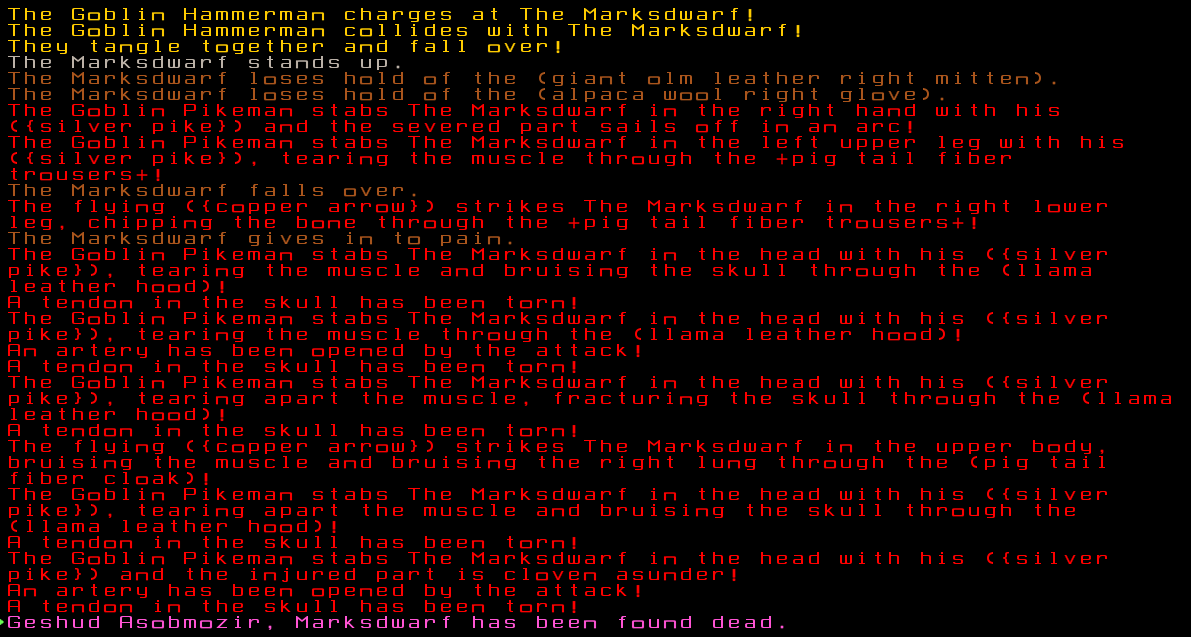 The Goblin Hammerman charges at The Marksdwarf!
The Goblin Hammerman collides with The Marksdwarf!
They tangle together and fall over!
The Marksdwarf stands up.
The Marksdwarf loses hold of the (giant olm leather right mitten).
The Marksdwarf loses hold of the (alpaca wool right glove).
The Goblin Pikeman stabs The Marksdwarf in the right hand with his
({silver pike}) and the severed part sails off in an arc!
The Goblin Pikeman stabs The Marksdwarf in the left upper leg with his
({silver pike}), tearing the muscle through the +pig tail fiber
trousers+!
The Marksdwarf falls over.
The flying ({copper arrow}) strikes The Marksdwarf in the right lower
leg, chipping the bone through the +pig tail fiber trousers+!
The Marksdwarf gives in to pain.
The Goblin Pikeman stabs The Marksdwarf in the head with his ({silver
pike}), tearing the muscle and bruising the skull through the (llama
leather hood)!
A tendon in the skull has been torn!
The Goblin Pikeman stabs The Marksdwarf in the head with his ({silver
pike}), tearing the muscle through the (llama leather hood)!
An artery has been opened by the attack!
A tendon in the skull has been torn!
The Goblin Pikeman stabs The Marksdwarf in the head with his ({silver
pike}), tearing apart the muscle, fracturing the skull through the (llama
leather hood)!
A tendon in the skull has been torn!
The flying ({copper arrow}) strikes The Marksdwarf in the upper body,
bruising the muscle and bruising the right lung through the (pig tail
fiber cloak)!
The Goblin Pikeman stabs The Marksdwarf in the head with his ({silver
pike}), tearing apart the muscle and bruising the skull through the
(llama leather hood)!
A tendon in the skull has been torn!
The Goblin Pikeman stabs The Marksdwarf in the head with his ({silver
pike}) and the injured part is cloven asunder!
An artery has been opened by the attack!
A tendon in the skull has been torn!
Geshud Asobmozir, Marksdwarf has been found dead.